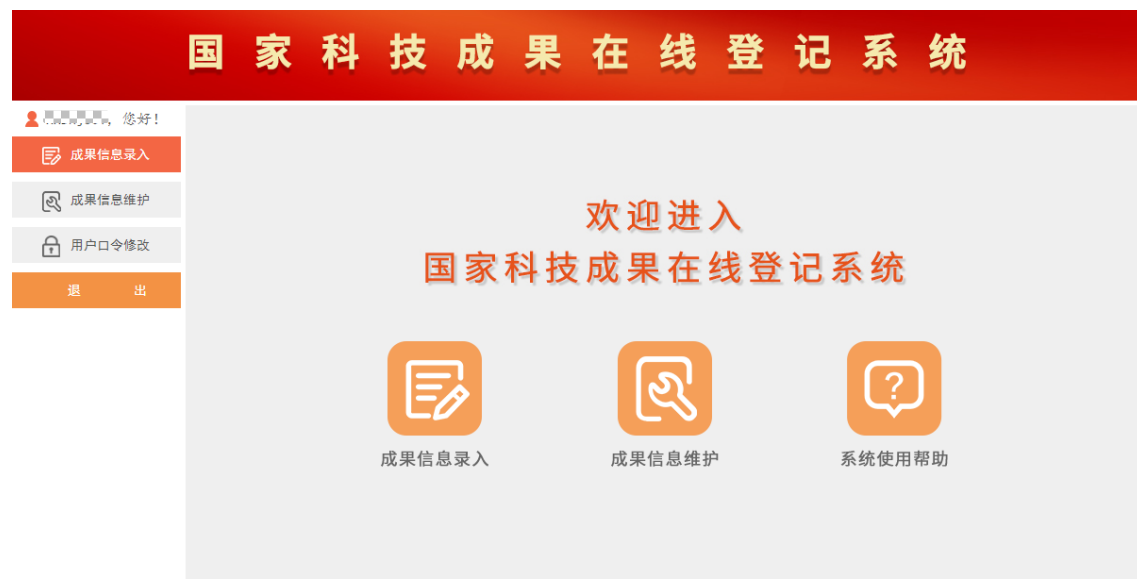 国家科技成果在线登记系统
，您好！
成果信息录入
成果信息维护
用户口令修改
退 出
欢迎进入
国家科技成果在线登记系统
成果信息录入
成果信息维护
系统使用帮助